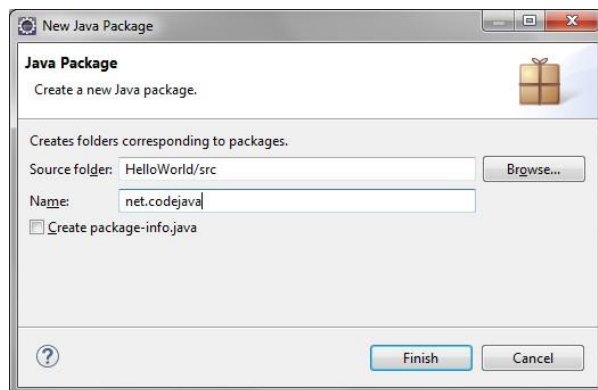 New Java Package
Java Package
Create a new Java package.
Creates folders corresponding to packages.
Source folder: HelloWorld/src Browse...
Name: net.codejava
Create package-info.java
Finish Cancel